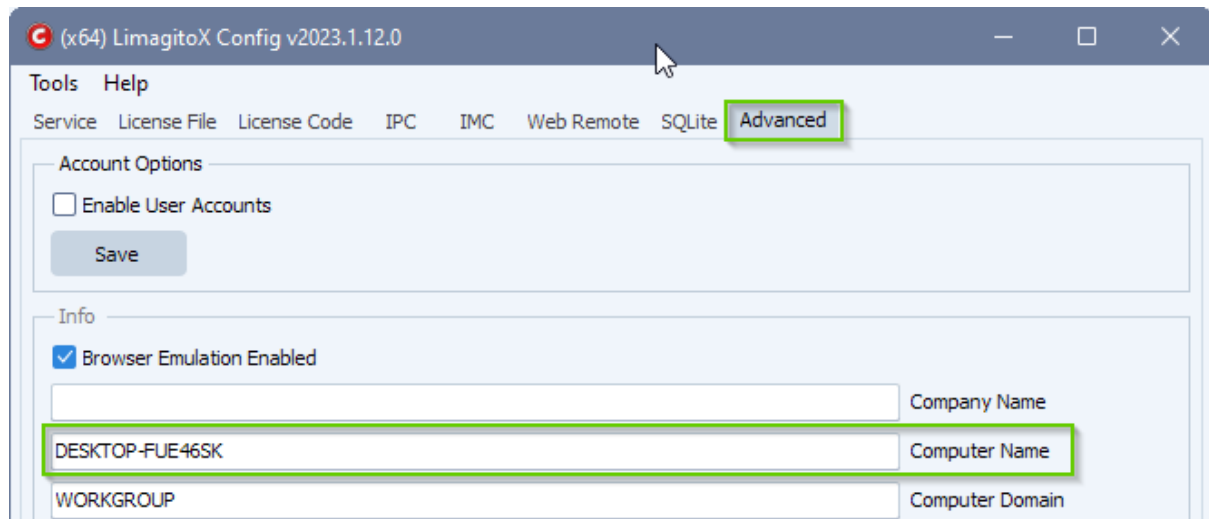 (x64) LimagitoX Config v2023.1.12.0
Tools Help
Service License File License Code IPC IMC Web Remote SQLite Advanced
Account Options
Enable User Accounts
Save
Info
Browser Emulation Enabled
Company Name
DESKTOP-FUE46SK Computer Name
WORKGROUP Computer Domain